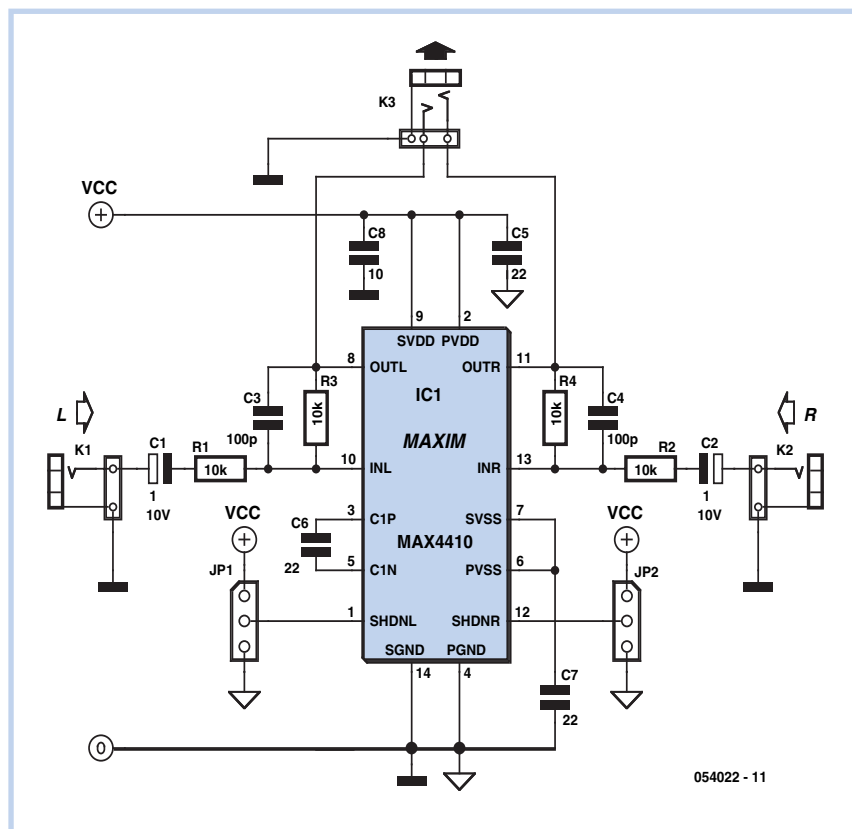 K3
VCC
+
C8
10
C5
22
9
2
SVDD PVDD
8
OUTL
OUTR
11
IC1
MAXIM
MAX4410
L
K1
C1
1
10V
R1
10k
C3
100p
R3
10k
R4
10k
C4
100p
R2
10k
C2
1
10V
R
K2
10
INL
INR
13
3
C1P
SVSS
7
C6
22
5
C1N
PVSS
6
VCC
+
JP1
1
SHDNL
SHDNR
12
VCC
+
JP2
SGND
PGND
14
4
C7
22
0
054022 - 11